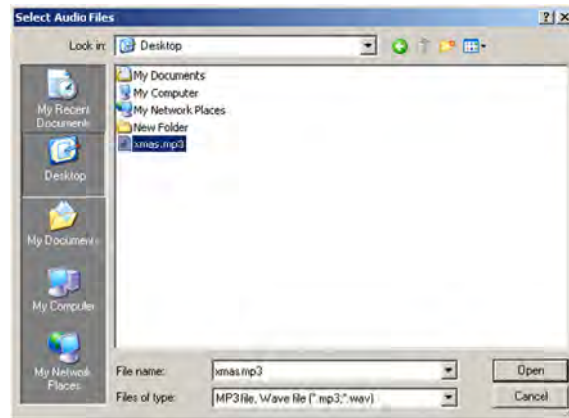 Select Audio Files
Look in: Desktop
My Documents
My Computer
My Network Places
New Folder
xmas.mp3
My Recent
Documents
Desktop
My Documents
My Computer
My Network
Places
File name: xmas.mp3 Open
Files of type: MP3 file, Wave file (*.mp3;*.wav) Cancel